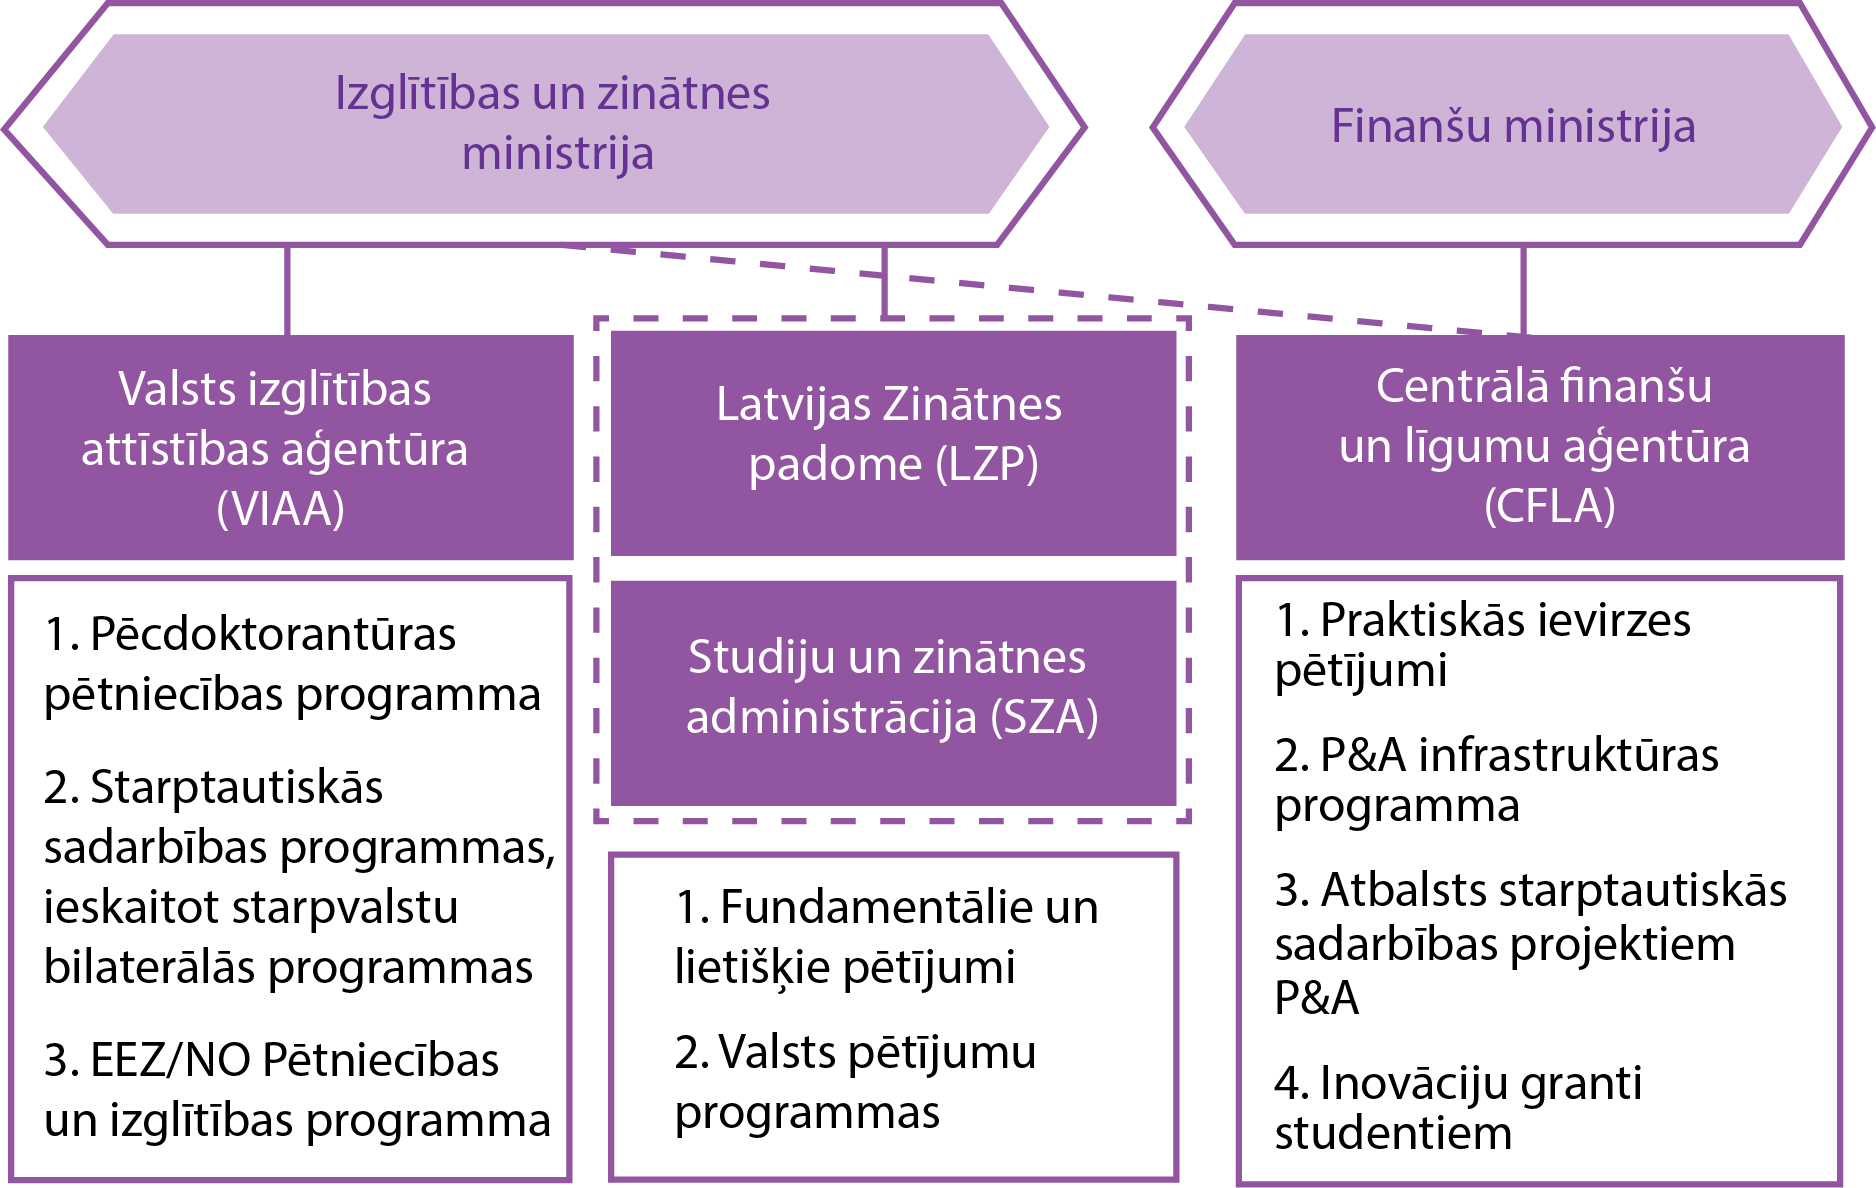 Izglītības un zinātnes
ministrija
Finanšu ministrija
Valsts izglītības
attīstības aģentūra
(VIAA)
Latvijas Zinātnes
padome (LZP)
Studiju un zinātnes
administrācija (SZA)
Centrālā finanšu
un līgumu aģentūra
(CFLA)
1. Pēcdoktorantūras
pētniecības programma
2. Starptautiskās
sadarbības programmas,
ieskaitot starpvalstu
bilaterālās programmas
3. EEZ/NO Pētniecības
un izglītības programma
1. Fundamentālie un
lietišķie pētījumi
2. Valsts pētījumu
programmas
1. Praktiskās ievirzes
pētījumi
2. P&A infrastruktūras
programma
3. Atbalsts starptautiskās
sadarbības projektiem
P&A
4. Inovāciju granti
studentiem